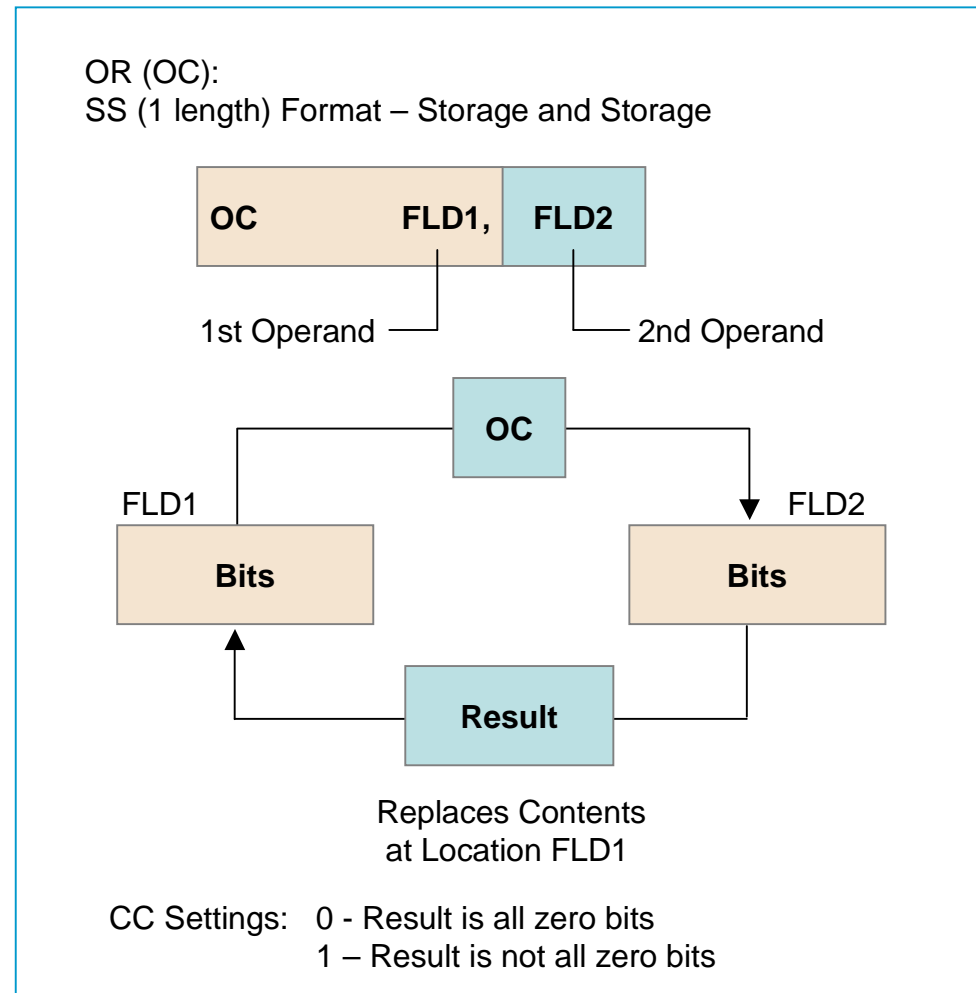 OR (OC):
SS (1 length) Format – Storage and Storage
OC FLD1, FLD2
1st Operand 2nd Operand
OC
FLD1 FLD2
Bits Bits
Result
Replaces Contents
at Location FLD1
CC Settings: 0 - Result is all zero bits
1 – Result is not all zero bits